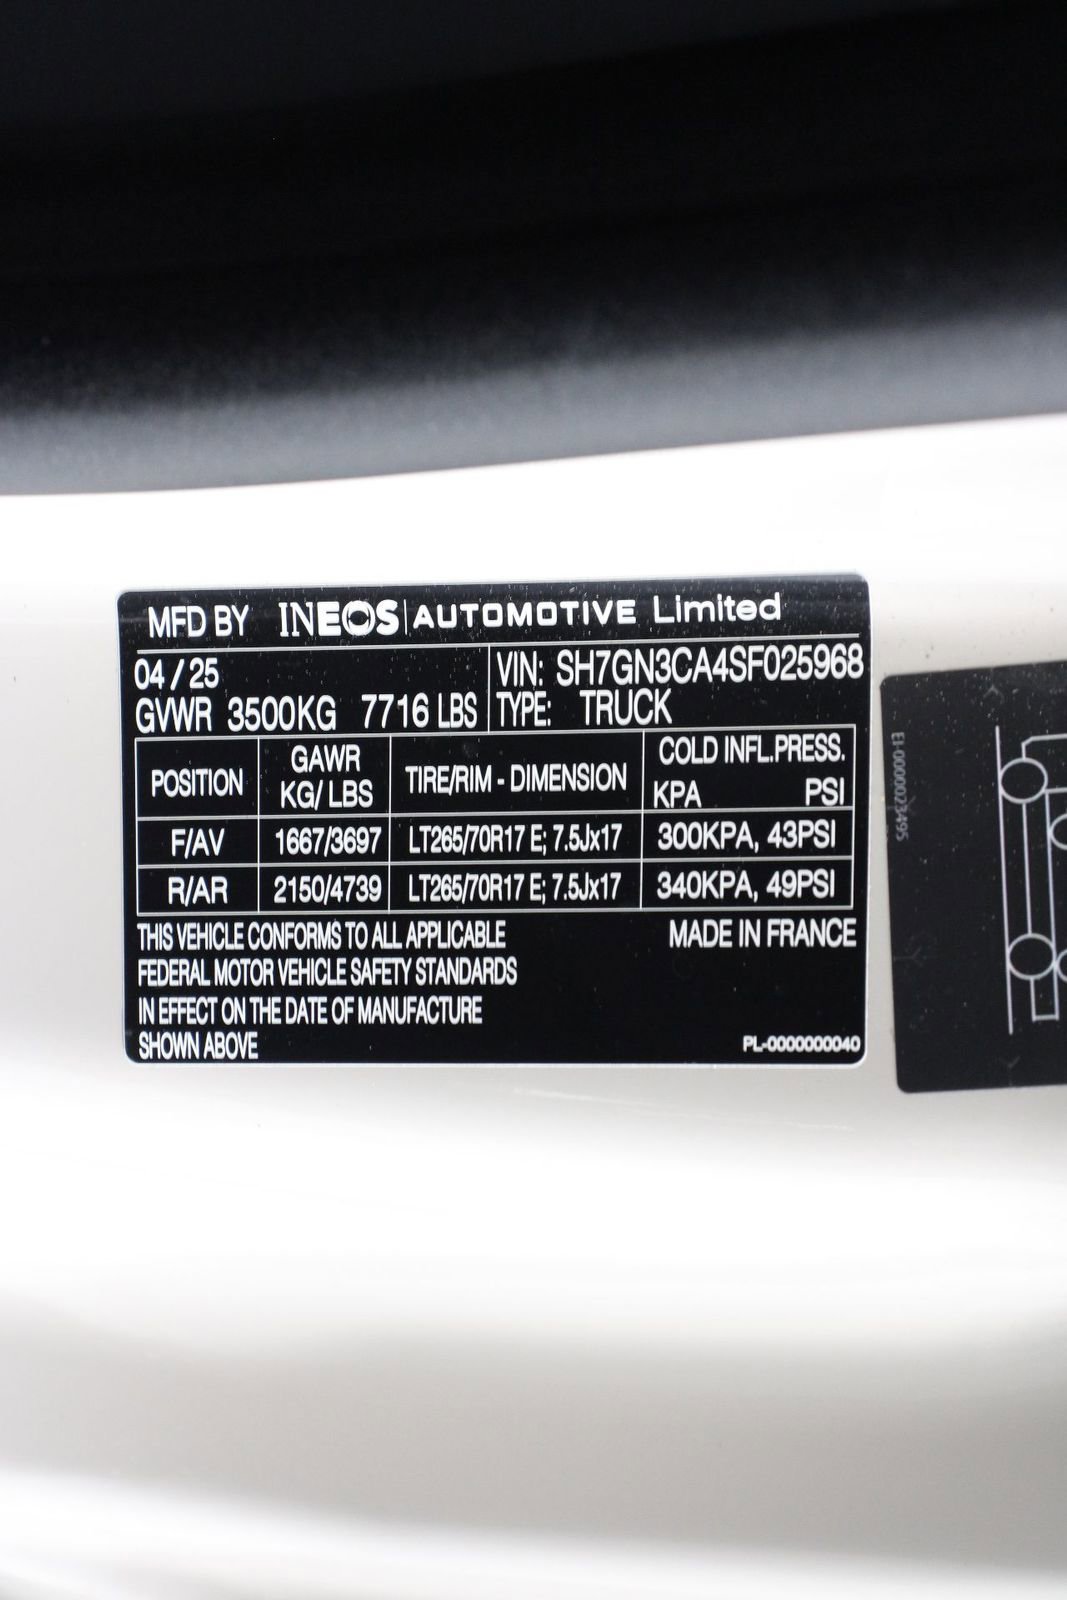 MFD BY INEOS AUTOMOTIVE Limited
04 / 25
GVWR 3500KG 7716 LBS
VIN: SH7GN3CA4SF025968
TYPE: TRUCK
POSITION GAWR KG/ LBS TIRE/RIM - DIMENSION COLD INFL.PRESS. KPA PSI
F/AV 1667/3697 LT265/70R17 E; 7.5Jx17 300KPA, 43PSI
R/AR 2150/4739 LT265/70R17 E; 7.5Jx17 340KPA, 49PSI
THIS VEHICLE CONFORMS TO ALL APPLICABLE
FEDERAL MOTOR VEHICLE SAFETY STANDARDS
IN EFFECT ON THE DATE OF MANUFACTURE
SHOWN ABOVE
MADE IN FRANCE
PL-0000000040
EI-0000023495